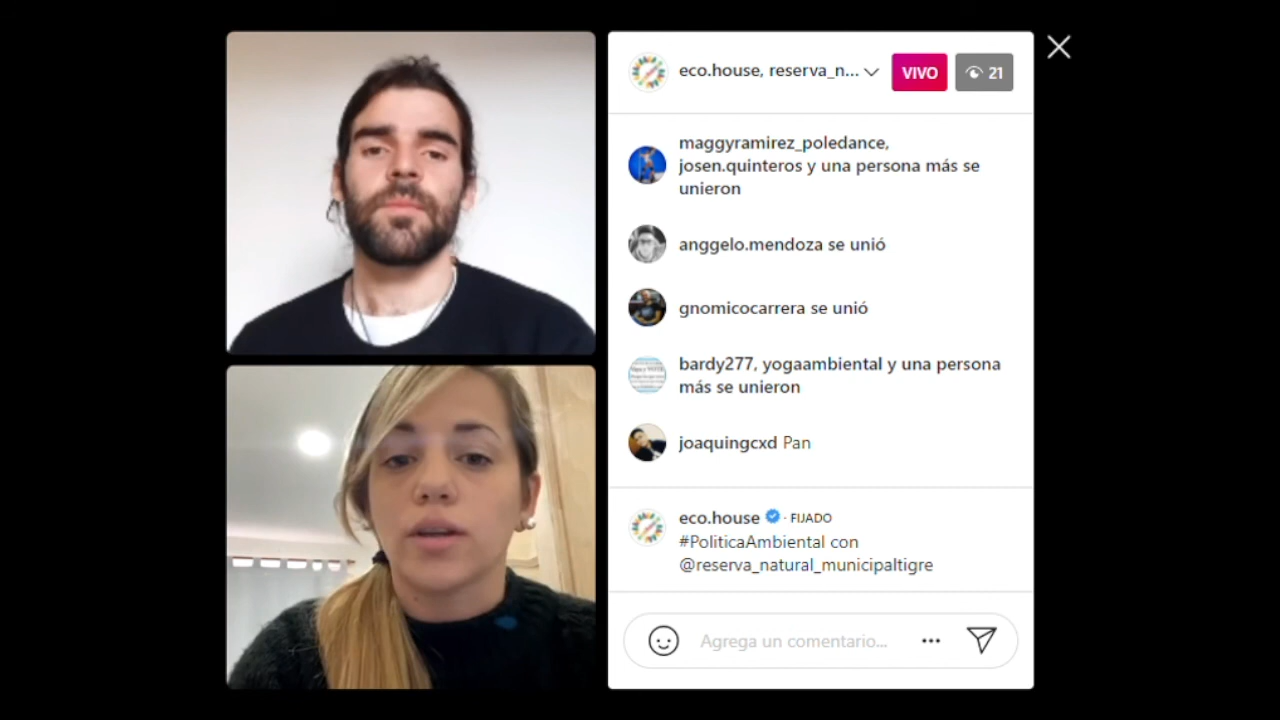 eco.house, reserva_n...
VIVO
21
maggyramirez_poledance,
josen.quinteros y una persona más se
unieron
anggelo.mendoza se unió
gnomicocarrera se unió
bardy277, yogaambiental y una persona
más se unieron
joaquingcxd Pan
eco.house · FIJADO
#PoliticaAmbiental con
@reserva_natural_municipaltigre
Agrega un comentario...